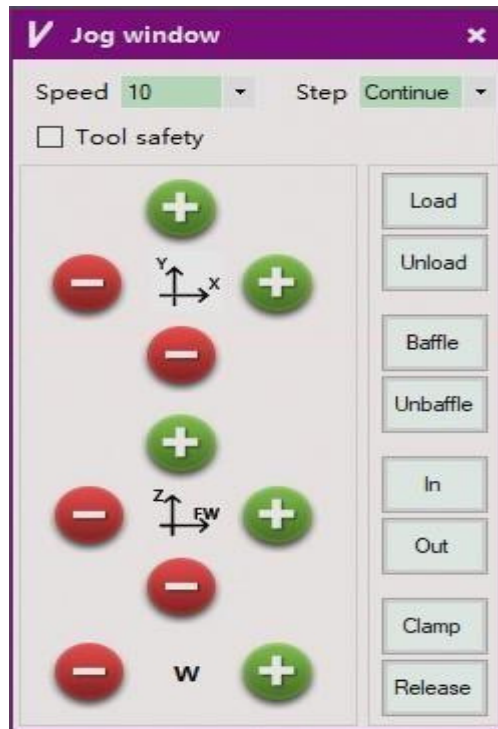 V Jog window
Speed 10 Step Continue
Tool safety
Load
Unload
Y
X
Baffle
Unbaffle
Z
FW
In
Out
Clamp
W
Release